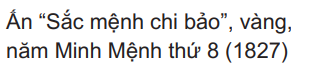 Ấn “Sắc mệnh chi bảo”, vàng,
năm Minh Mệnh thứ 8 (1827)